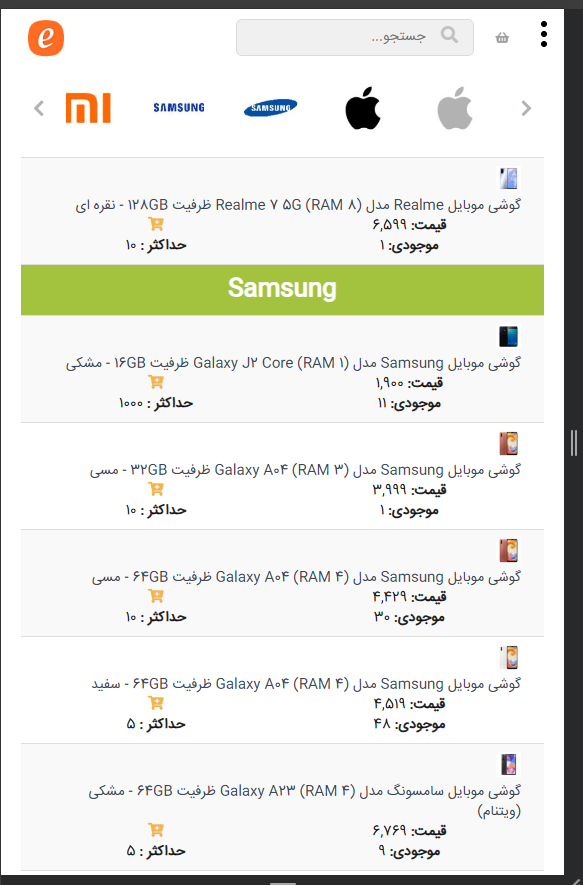 e
جستجو...
SAMSUNG
SAMSUNG
گوشی موبایل Realme مدل Realme ۷ ۵G (RAM ۸) ظرفیت ۱۲۸GB - نقره ای
قیمت: ۶,۵۹۹
موجودی: ۱ حداکثر : ۱۰
Samsung
گوشی موبایل Samsung مدل Galaxy J۲ Core (RAM ۱) ظرفیت ۱۶GB - مشکی
قیمت: ۱,۹۰۰
موجودی: ۱۱ حداکثر : ۱۰۰۰
گوشی موبایل Samsung مدل Galaxy A۰۴ (RAM ۳) ظرفیت ۳۲GB - مسی
قیمت: ۳,۹۹۹
موجودی: ۱ حداکثر : ۱۰
گوشی موبایل Samsung مدل Galaxy A۰۴ (RAM ۴) ظرفیت ۶۴GB - مسی
قیمت: ۴,۴۲۹
موجودی: ۳۰ حداکثر : ۱۰
گوشی موبایل Samsung مدل Galaxy A۰۴ (RAM ۴) ظرفیت ۶۴GB - سفید
قیمت: ۴,۵۱۹
موجودی: ۴۸ حداکثر : ۵
گوشی موبایل سامسونگ مدل Galaxy A۲۳ (RAM ۴) ظرفیت ۶۴GB - مشکی
(ویتنام)
قیمت: ۶,۷۶۹
موجودی: ۹ حداکثر : ۵